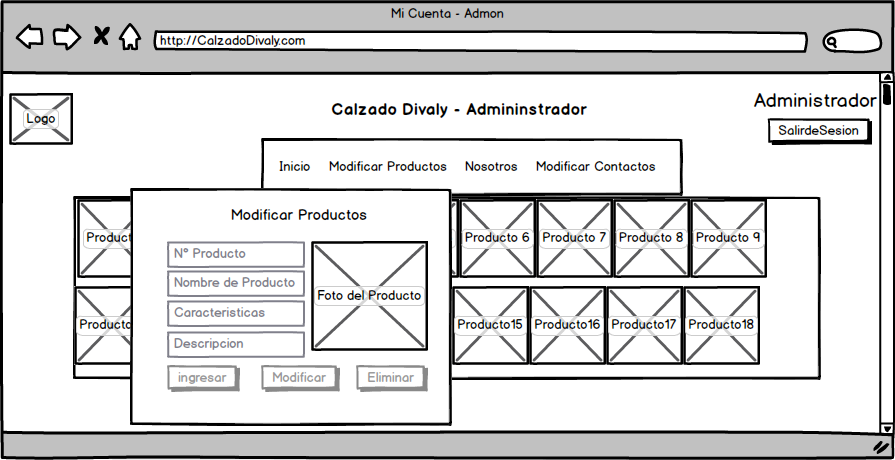 Mi Cuenta - Admon
http://CalzadoDivaly.com
Logo
Calzado Divaly - Admininstrador
Administrador
SalirdeSesion
Inicio Modificar Productos Nosotros Modificar Contactos
Modificar Productos
N° Producto
Nombre de Producto
Caracteristicas
Descripcion
Foto del Producto
ingresar Modificar Eliminar
Product Producto 6 Producto 7 Producto 8 Producto 9
Producto Producto15 Producto16 Producto17 Producto18